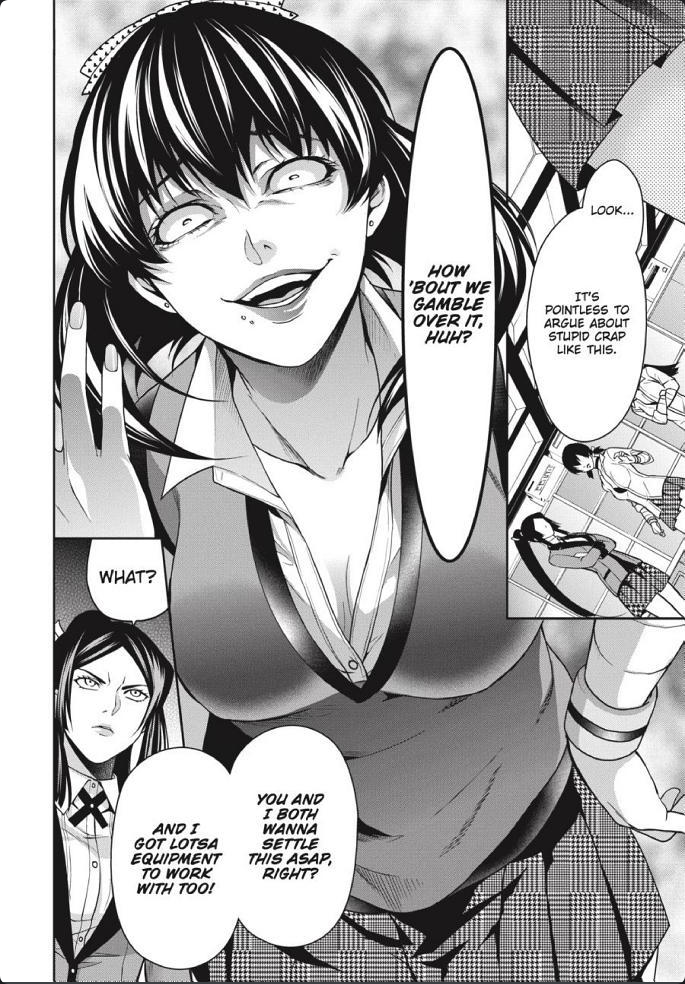 LOOK...
IT'S
POINTLESS TO
ARGUE ABOUT
STUPID CRAP
LIKE THIS.
HOW
'BOUT WE
GAMBLE
OVER IT,
HUH?
WHAT?
YOU AND
I BOTH
WANNA
SETTLE
THIS ASAP,
RIGHT?
AND I
GOT LOTSA
EQUIPMENT
TO WORK
WITH TOO!